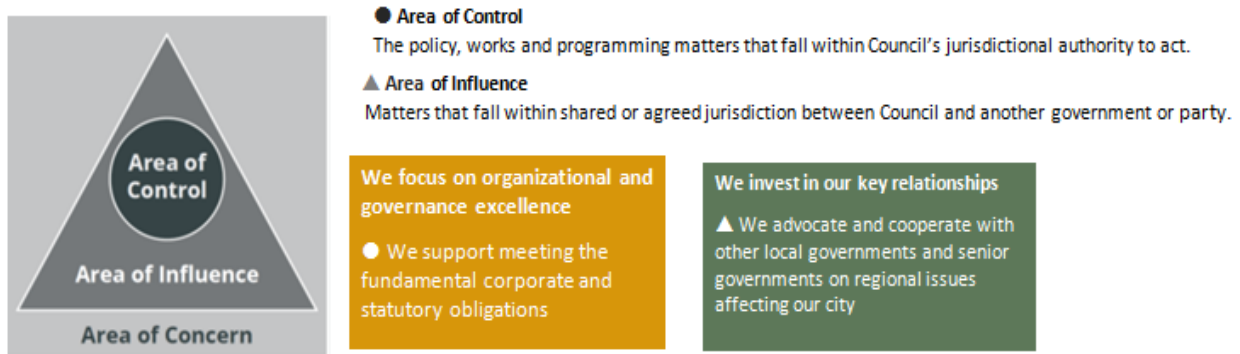 Area of
Control
Area of Influence
Area of Concern
● Area of Control
The policy, works and programming matters that fall within Council's jurisdictional authority to act.
▲ Area of Influence
Matters that fall within shared or agreed jurisdiction between Council and another government or party.
We focus on organizational and
governance excellence
● We support meeting the
fundamental corporate and
statutory obligations
We invest in our key relationships
▲ We advocate and cooperate with
other local governments and senior
governments on regional issues
affecting our city